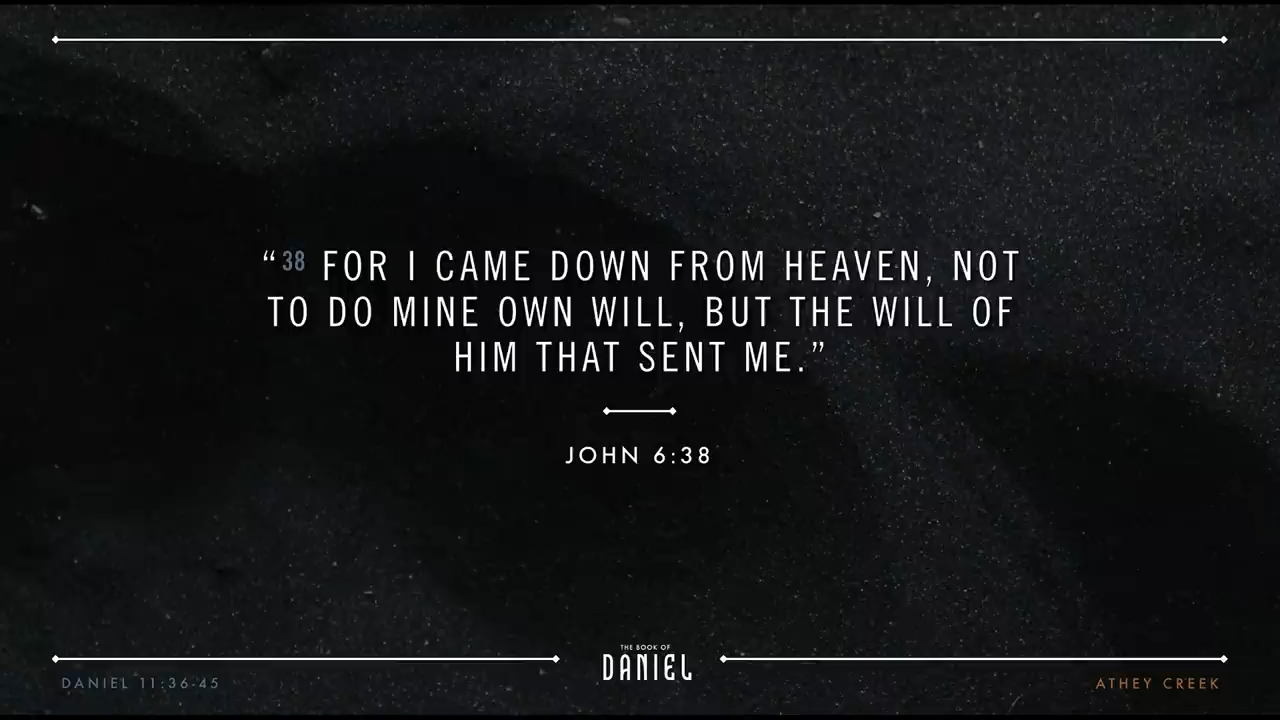 “38 FOR I CAME DOWN FROM HEAVEN, NOT
TO DO MINE OWN WILL, BUT THE WILL OF
HIM THAT SENT ME.”
JOHN 6:38
THE BOOK OF
DANIEL
DANIEL 11:36-45
ATHEY CREEK